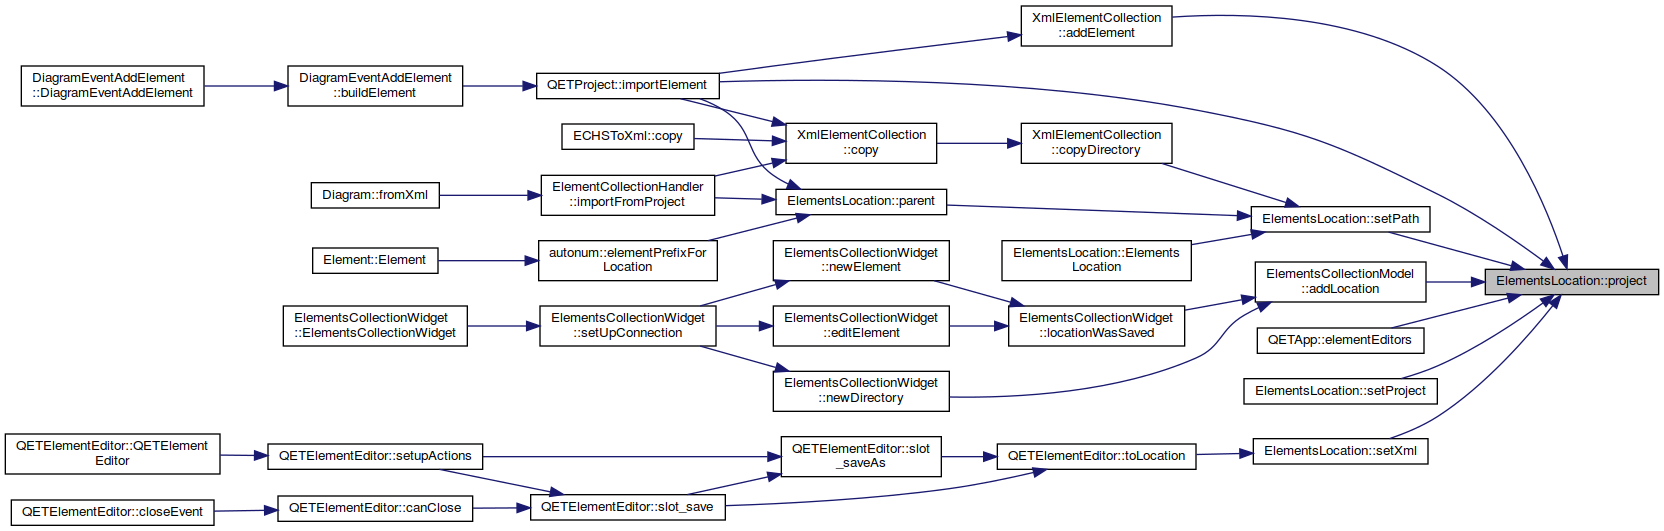 XmlElementCollection
::addElement
DiagramEventAddElement
::DiagramEventAddElement
DiagramEventAddElement
::buildElement
QETProject::importElement
ECHSToXml::copy
XmlElementCollection
::copy
XmlElementCollection
::copyDirectory
Diagram::fromXml
ElementCollectionHandler
::importFromProject
ElementsLocation::parent
ElementsLocation::setPath
Element::Element
autonum::elementPrefixFor
Location
ElementsCollectionWidget
::newElement
ElementsLocation::Elements
Location
ElementsCollectionModel
::addLocation
ElementsLocation::project
ElementsCollectionWidget
::ElementsCollectionWidget
ElementsCollectionWidget
::setUpConnection
ElementsCollectionWidget
::editElement
ElementsCollectionWidget
::locationWasSaved
QETApp::elementEditors
ElementsCollectionWidget
::newDirectory
ElementsLocation::setProject
QETElementEditor::QETElement
Editor
QETElementEditor::setupActions
QETElementEditor::slot
_saveAs
QETElementEditor::toLocation
ElementsLocation::setXml
QETElementEditor::closeEvent
QETElementEditor::canClose
QETElementEditor::slot_save